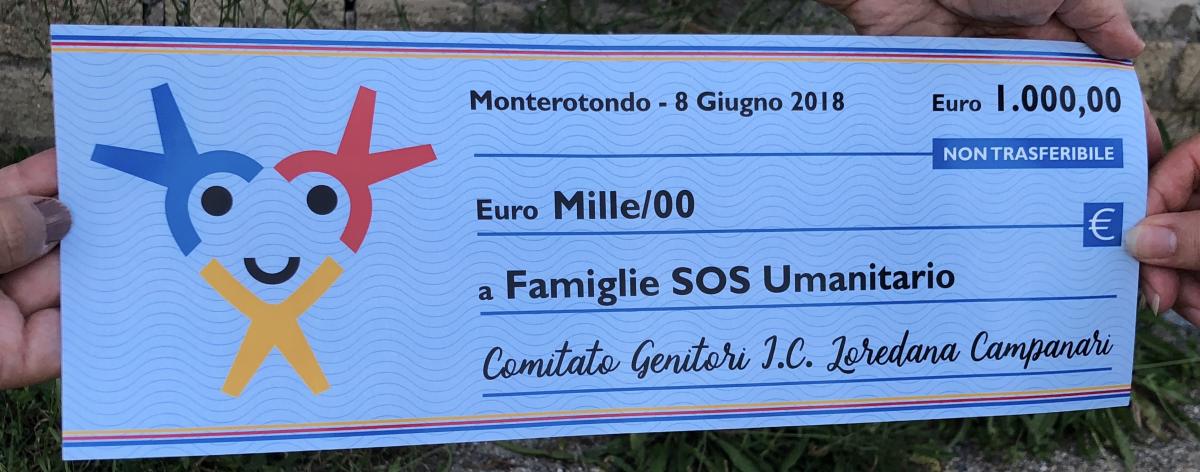 Monterotondo - 8 Giugno 2018 Euro 1.000,00
NON TRASFERIBILE
Euro Mille/00
€
a Famiglie SOS Umanitario
Comitato Genitori I.C. Loredana Campanari